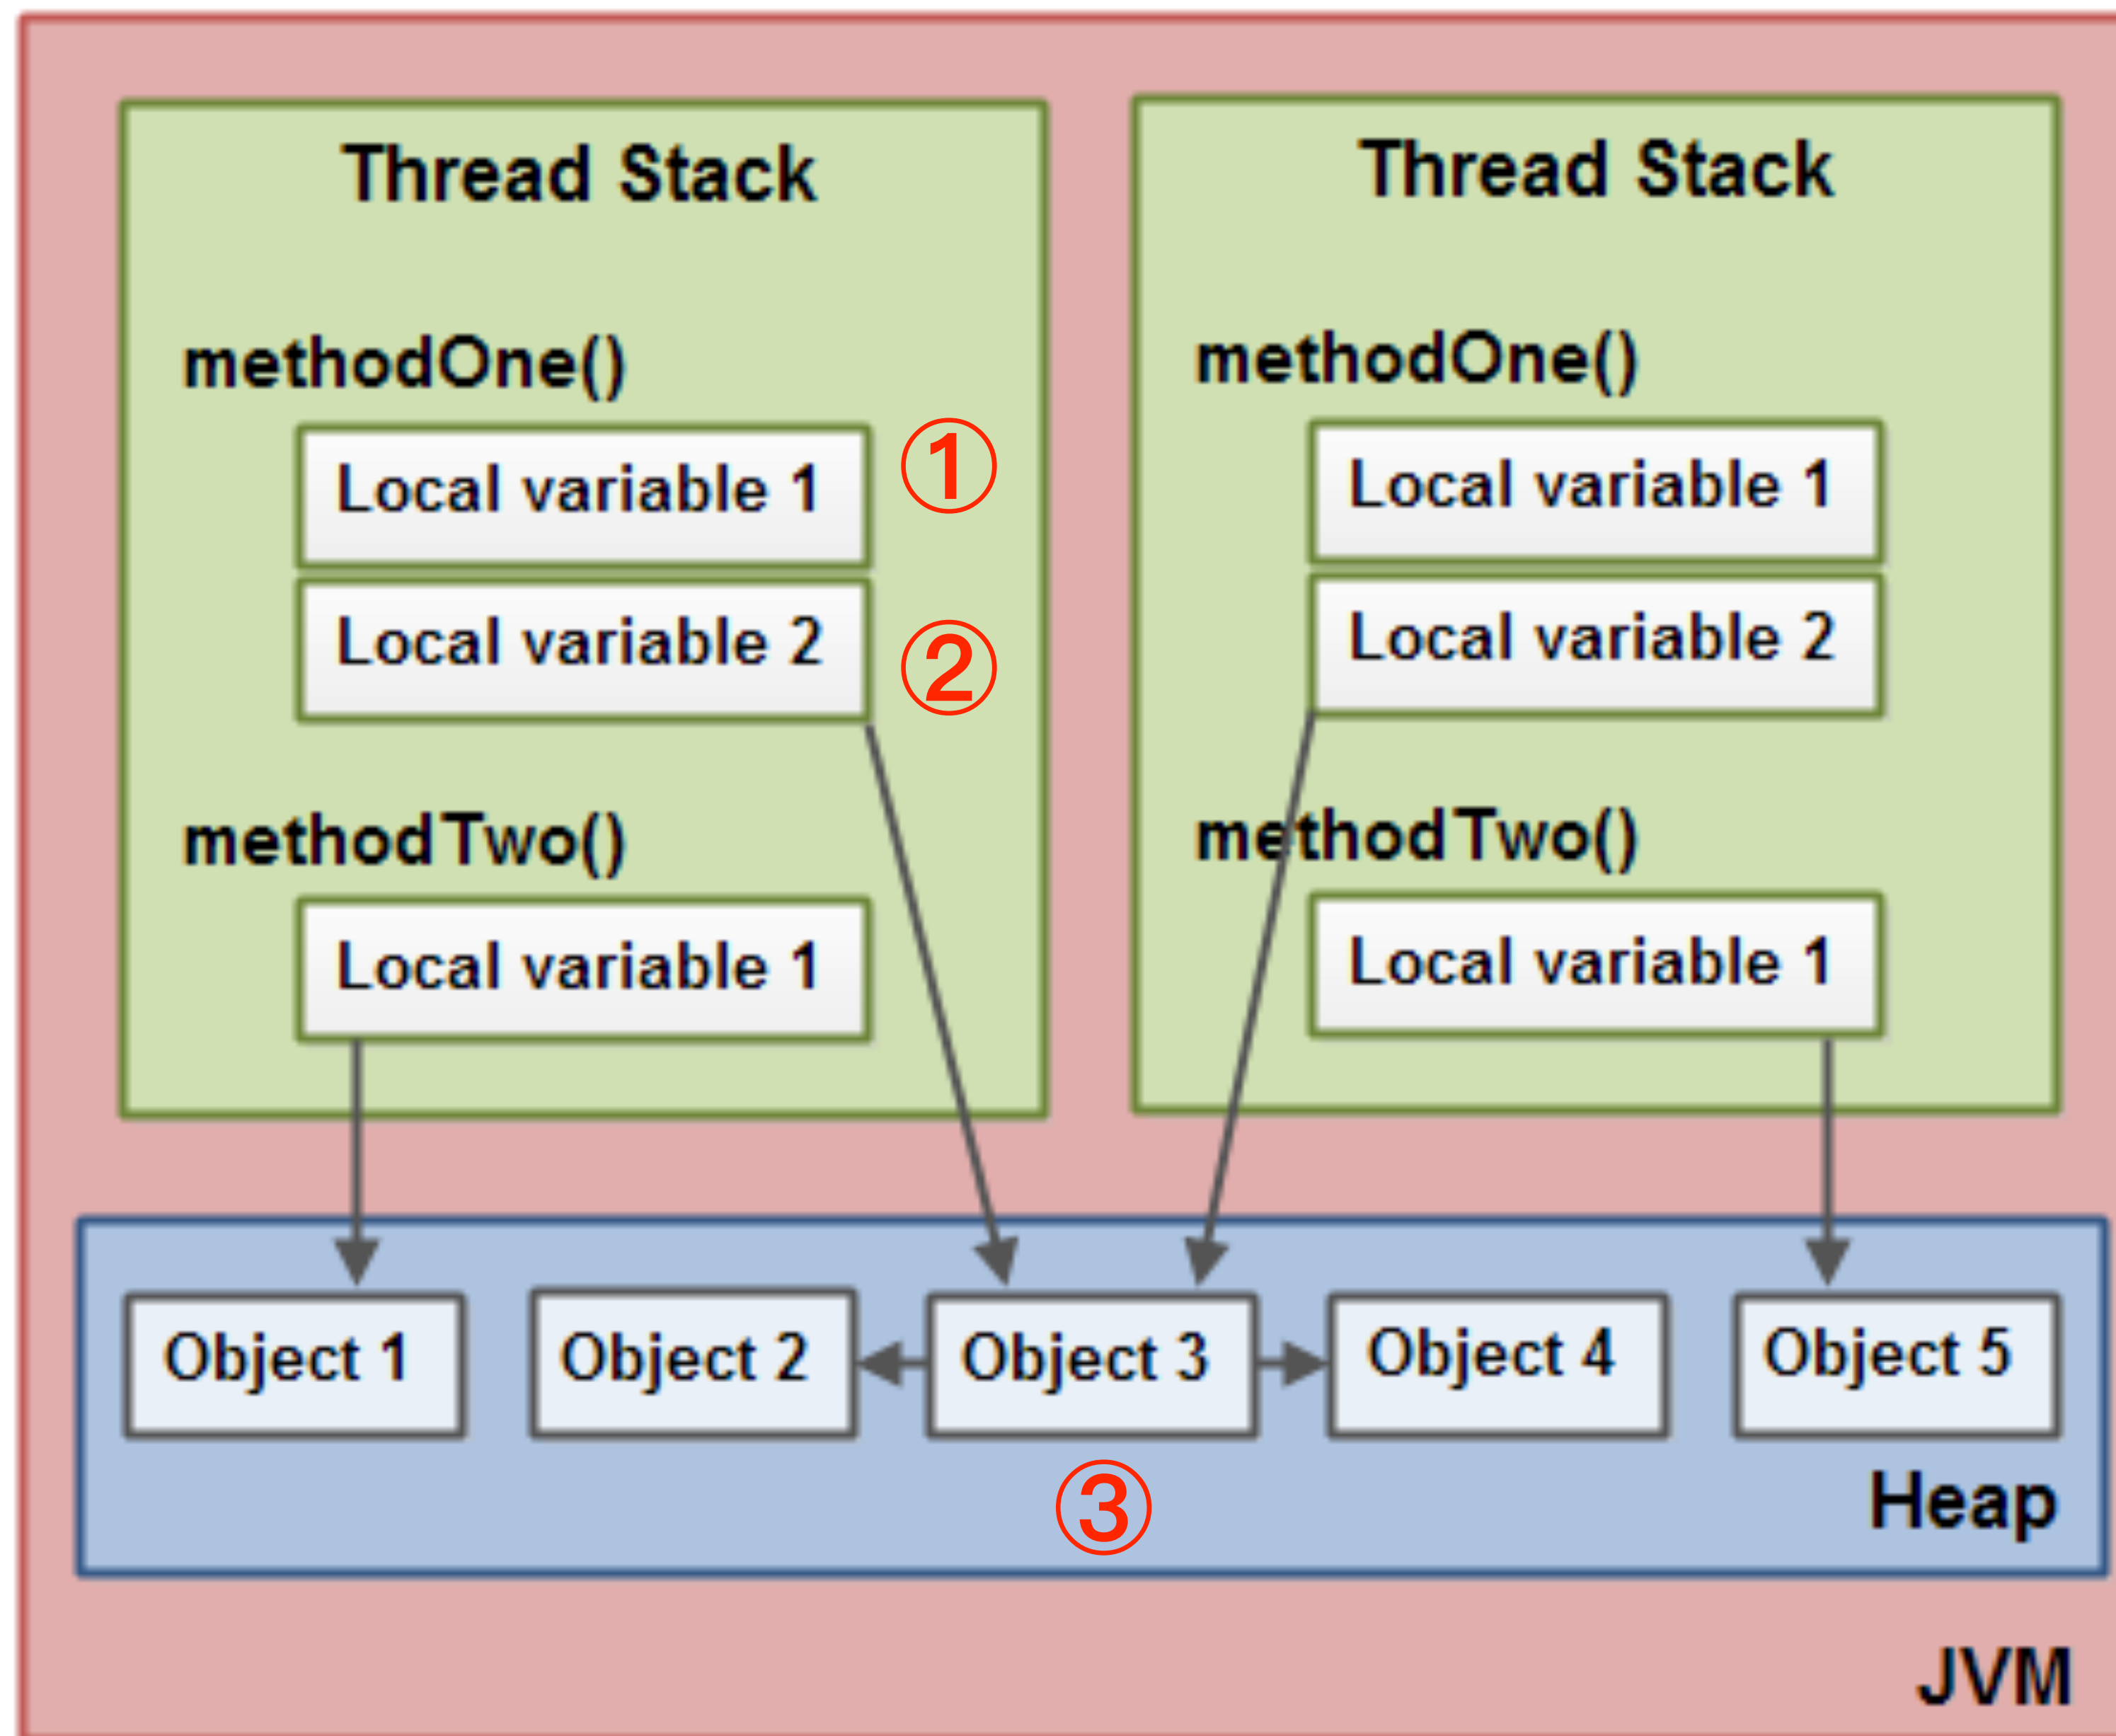 Thread Stack
methodOne()
Local variable 1
①
Local variable 2
②
methodTwo()
Local variable 1
Thread Stack
methodOne()
Local variable 1
Local variable 2
methodTwo()
Local variable 1
Object 1
Object 2
Object 3
Object 4
Object 5
③
Heap
JVM